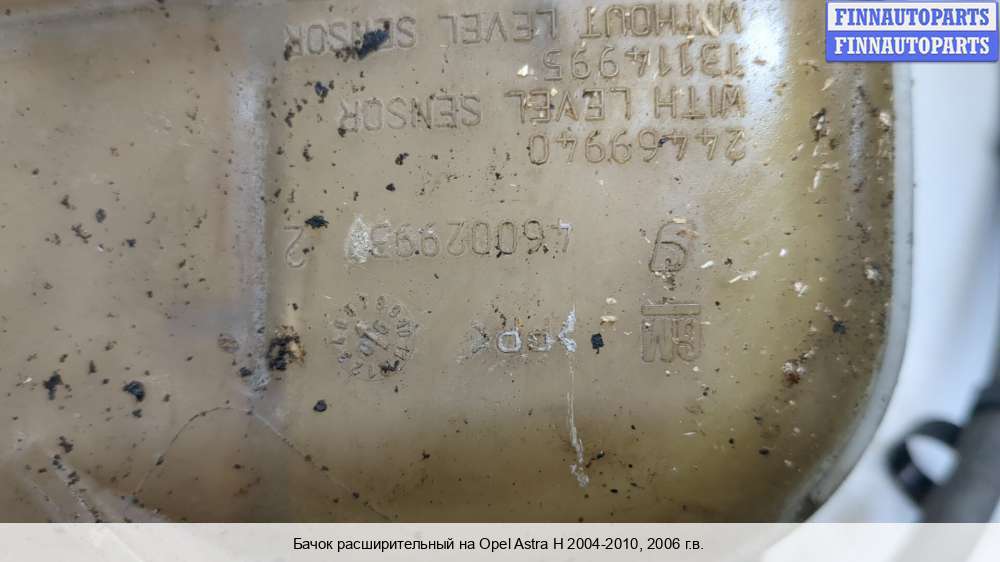 FINNAUTOPARTS
FINNAUTOPARTS
24469940
WITH LEVEL SENSOR
13114995
WITHOUT LEVEL SENSOR
2
GM
Бачок расширительный на Opel Astra H 2004-2010, 2006 г.в.